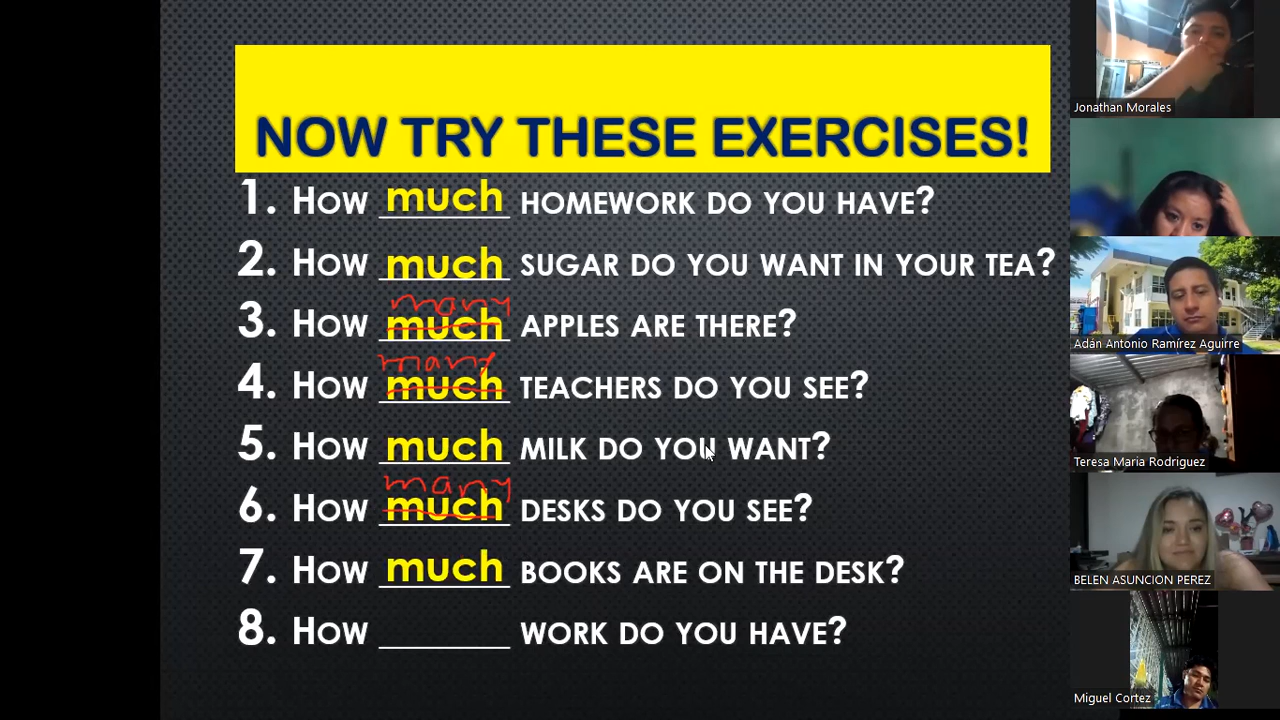 NOW TRY THESE EXERCISES!
1. HOW much HOMEWORK DO YOU HAVE?
2. HOW much SUGAR DO YOU WANT IN YOUR TEA?
many
3. HOW much APPLES ARE THERE?
many
4. HOW much TEACHERS DO YOU SEE?
5. HOW much MILK DO YOU WANT?
many
6. HOW much DESKS DO YOU SEE?
7. HOW much BOOKS ARE ON THE DESK?
8. HOW ________ WORK DO YOU HAVE?
Jonathan Morales
Adán Antonio Ramírez Aguirre
Teresa Maria Rodriguez
BELEN ASUNCION PEREZ
Miguel Cortez